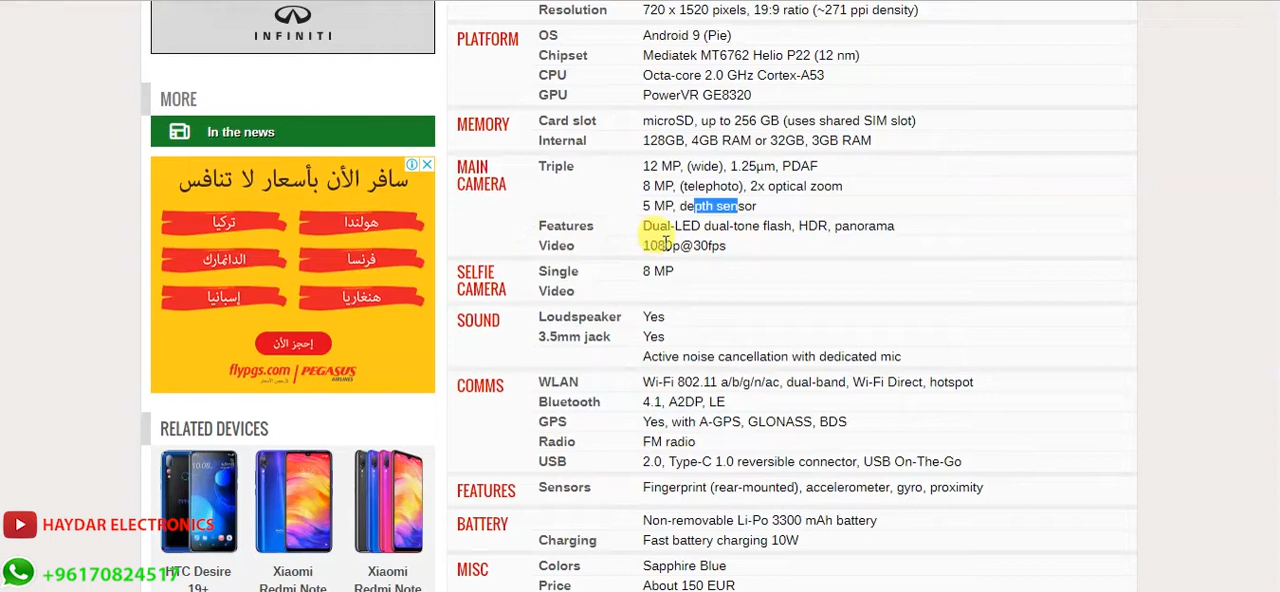 INFINITI
MORE
In the news
سافر الأن بأسعار لا تنافس
تركيا
هولندا
الدانمارك
فرنسا
إسبانيا
هنغاريا
إحجز الأن
flypgs.com | PEGASUS
AIRLINES
RELATED DEVICES
HTC Desire
19+
Xiaomi
Redmi Note
Xiaomi
Redmi Note
Resolution 720 x 1520 pixels, 19:9 ratio (~271 ppi density)
PLATFORM OS Android 9 (Pie)
Chipset Mediatek MT6762 Helio P22 (12 nm)
CPU Octa-core 2.0 GHz Cortex-A53
GPU PowerVR GE8320
MEMORY Card slot microSD, up to 256 GB (uses shared SIM slot)
Internal 128GB, 4GB RAM or 32GB, 3GB RAM
MAIN CAMERA Triple 12 MP, (wide), 1.25µm, PDAF
8 MP, (telephoto), 2x optical zoom
5 MP, depth sensor
Features Dual-LED dual-tone flash, HDR, panorama
Video 1080p@30fps
SELFIE CAMERA Single 8 MP
Video
SOUND Loudspeaker Yes
3.5mm jack Yes
Active noise cancellation with dedicated mic
COMMS WLAN Wi-Fi 802.11 a/b/g/n/ac, dual-band, Wi-Fi Direct, hotspot
Bluetooth 4.1, A2DP, LE
GPS Yes, with A-GPS, GLONASS, BDS
Radio FM radio
USB 2.0, Type-C 1.0 reversible connector, USB On-The-Go
FEATURES Sensors Fingerprint (rear-mounted), accelerometer, gyro, proximity
BATTERY Non-removable Li-Po 3300 mAh battery
Charging Fast battery charging 10W
MISC Colors Sapphire Blue
Price About 150 EUR
HAYDAR ELECTRONICS
+96170824517